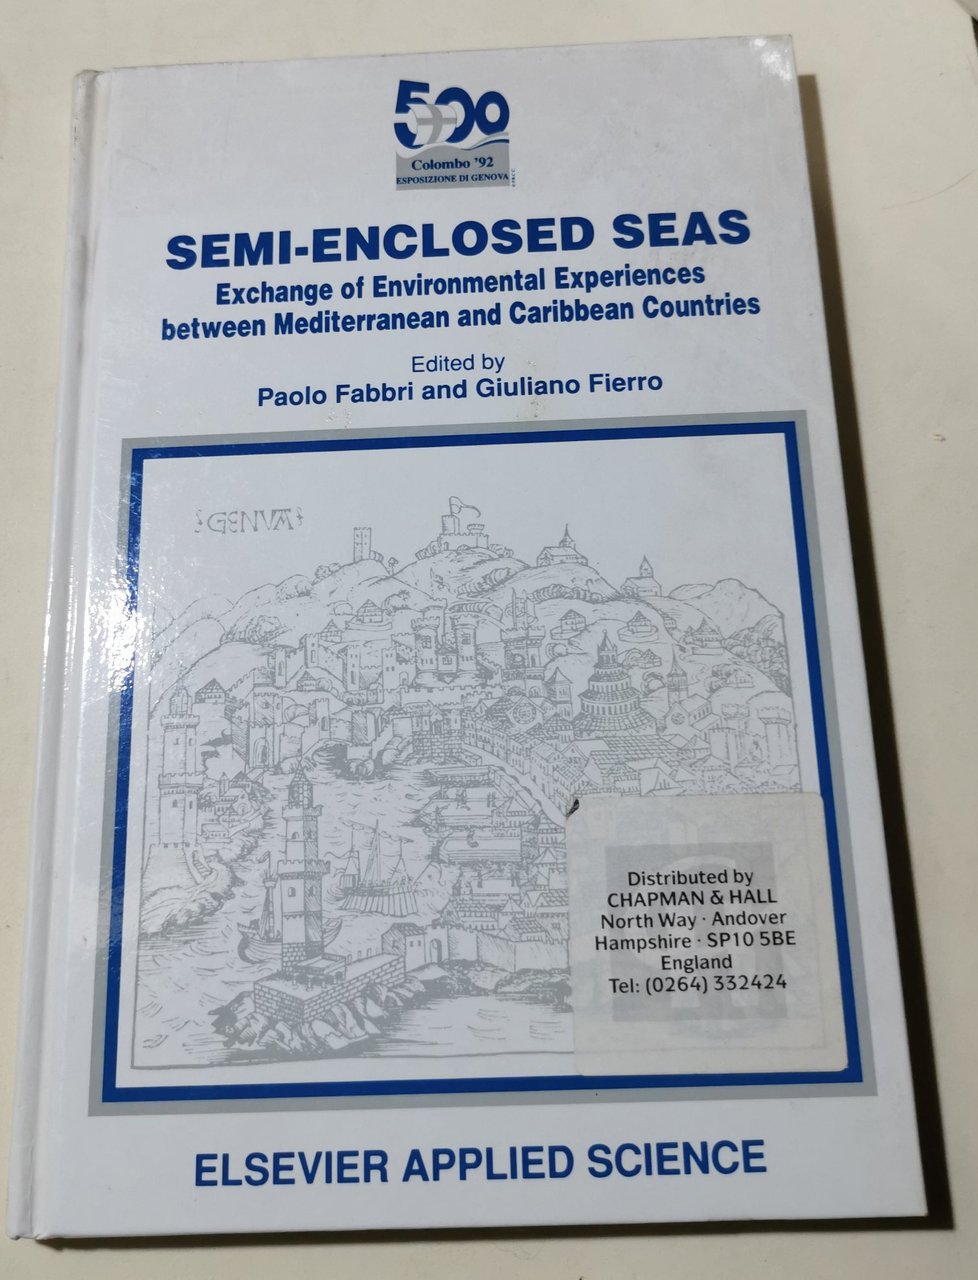 500
Colombo '92
ESPOSIZIONE DI GENOVA
SEMI-ENCLOSED SEAS
Exchange of Environmental Experiences
between Mediterranean and Caribbean Countries
Edited by
Paolo Fabbri and Giuliano Fierro
GENVA
Distributed by
CHAPMAN & HALL
North Way · Andover
Hampshire · SP10 5BE
England
Tel: (0264) 332424
ELSEVIER APPLIED SCIENCE